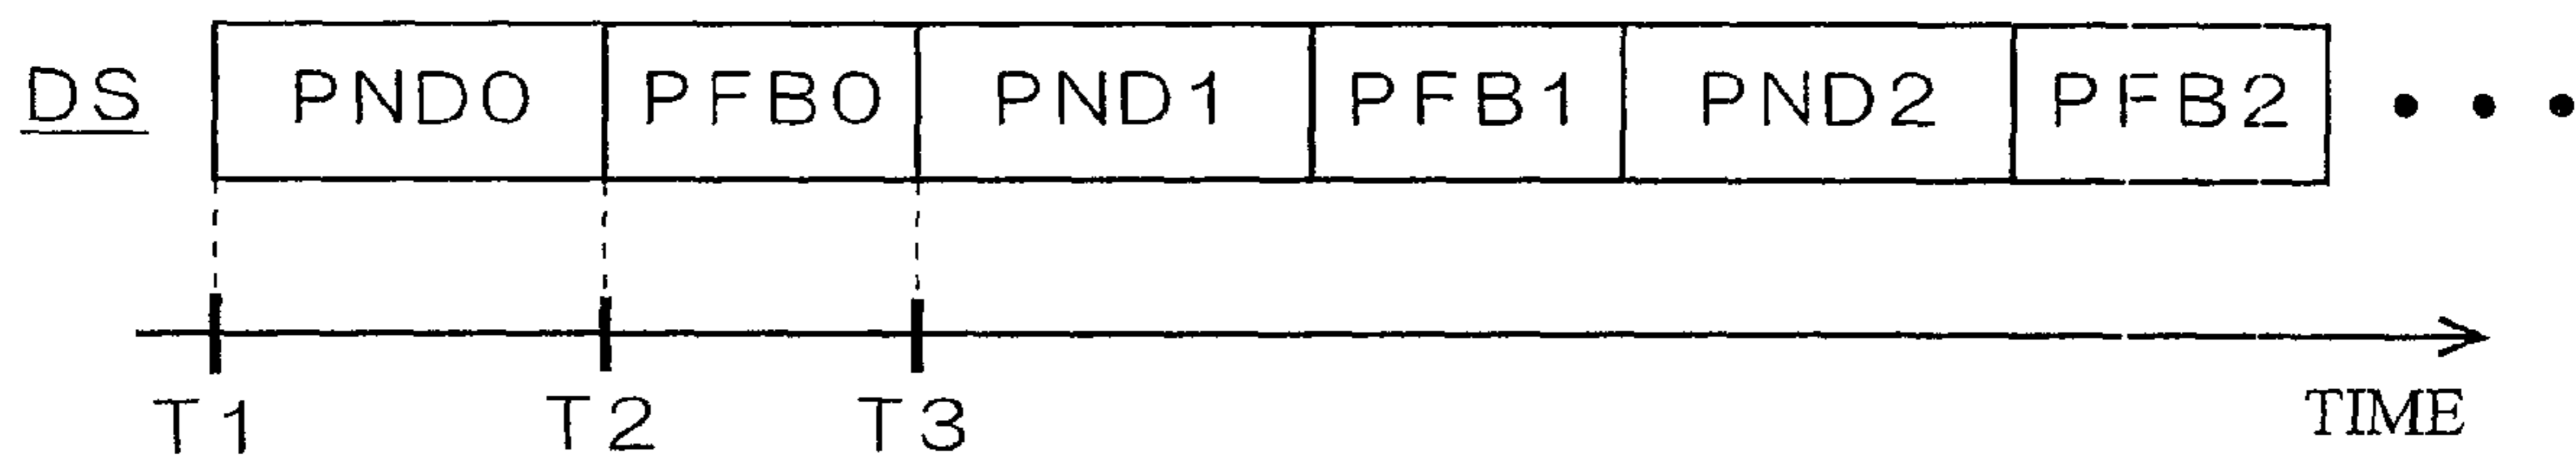 DS PND0 PFB0 PND1 PFB1 PND2 PFB2 • • •
T1 T2 T3 TIME